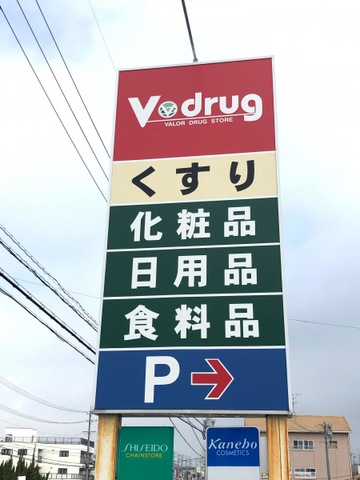 V drug
VALOR DRUG STORE
くすり
化粧品
日用品
食料品
P→
SHISEIDO
CHAINSTORE
Kanebo
COSMETICS